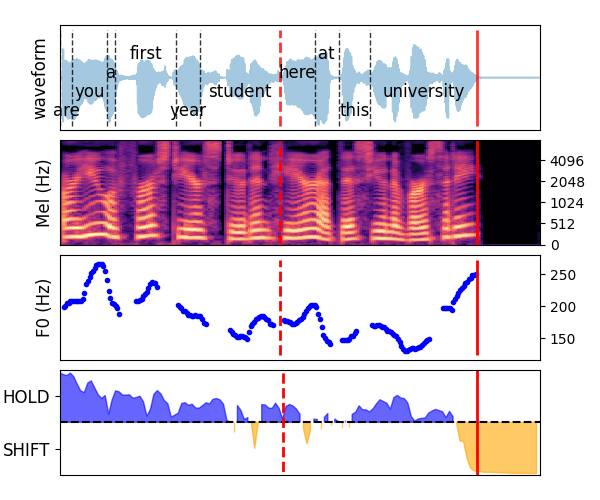 waveform
first
at
a
here
you
student
university
are
year
this
Mel (Hz)
4096
2048
1024
512
0
F0 (Hz)
250
200
150
HOLD
SHIFT